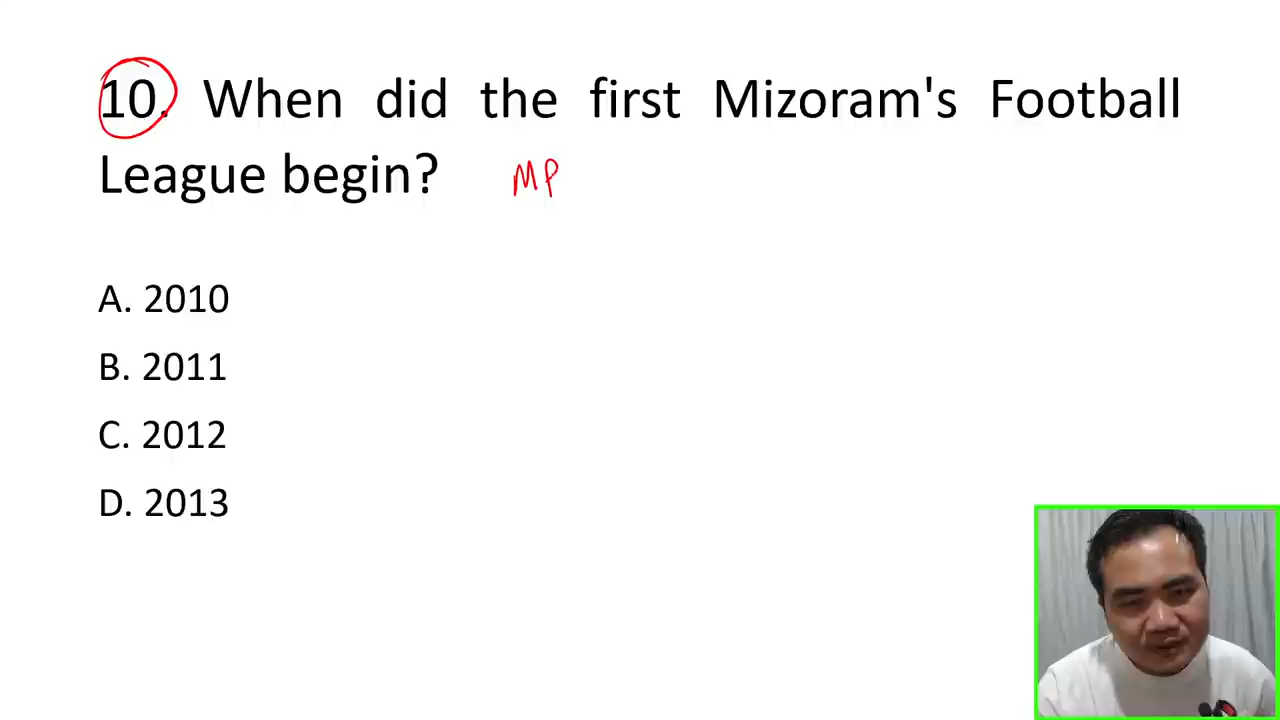 10. When did the first Mizoram's Football
League begin? MP
A. 2010
B. 2011
C. 2012
D. 2013